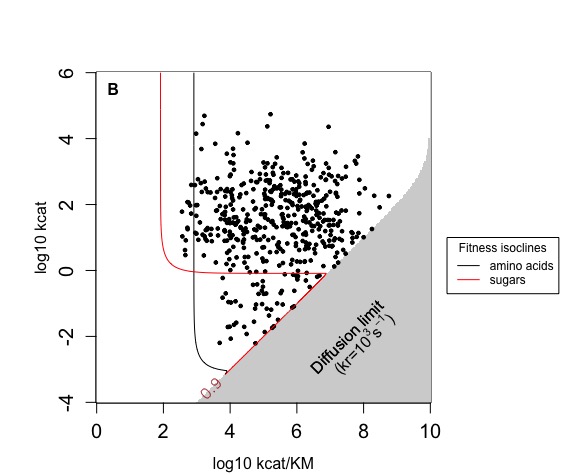 B
6
4
2
0
-2
-4
log10 kcat
0 2 4 6 8 10
log10 kcat/KM
0.9
Diffusion limit
(kr=10³s⁻¹)
Fitness isoclines
amino acids
sugars